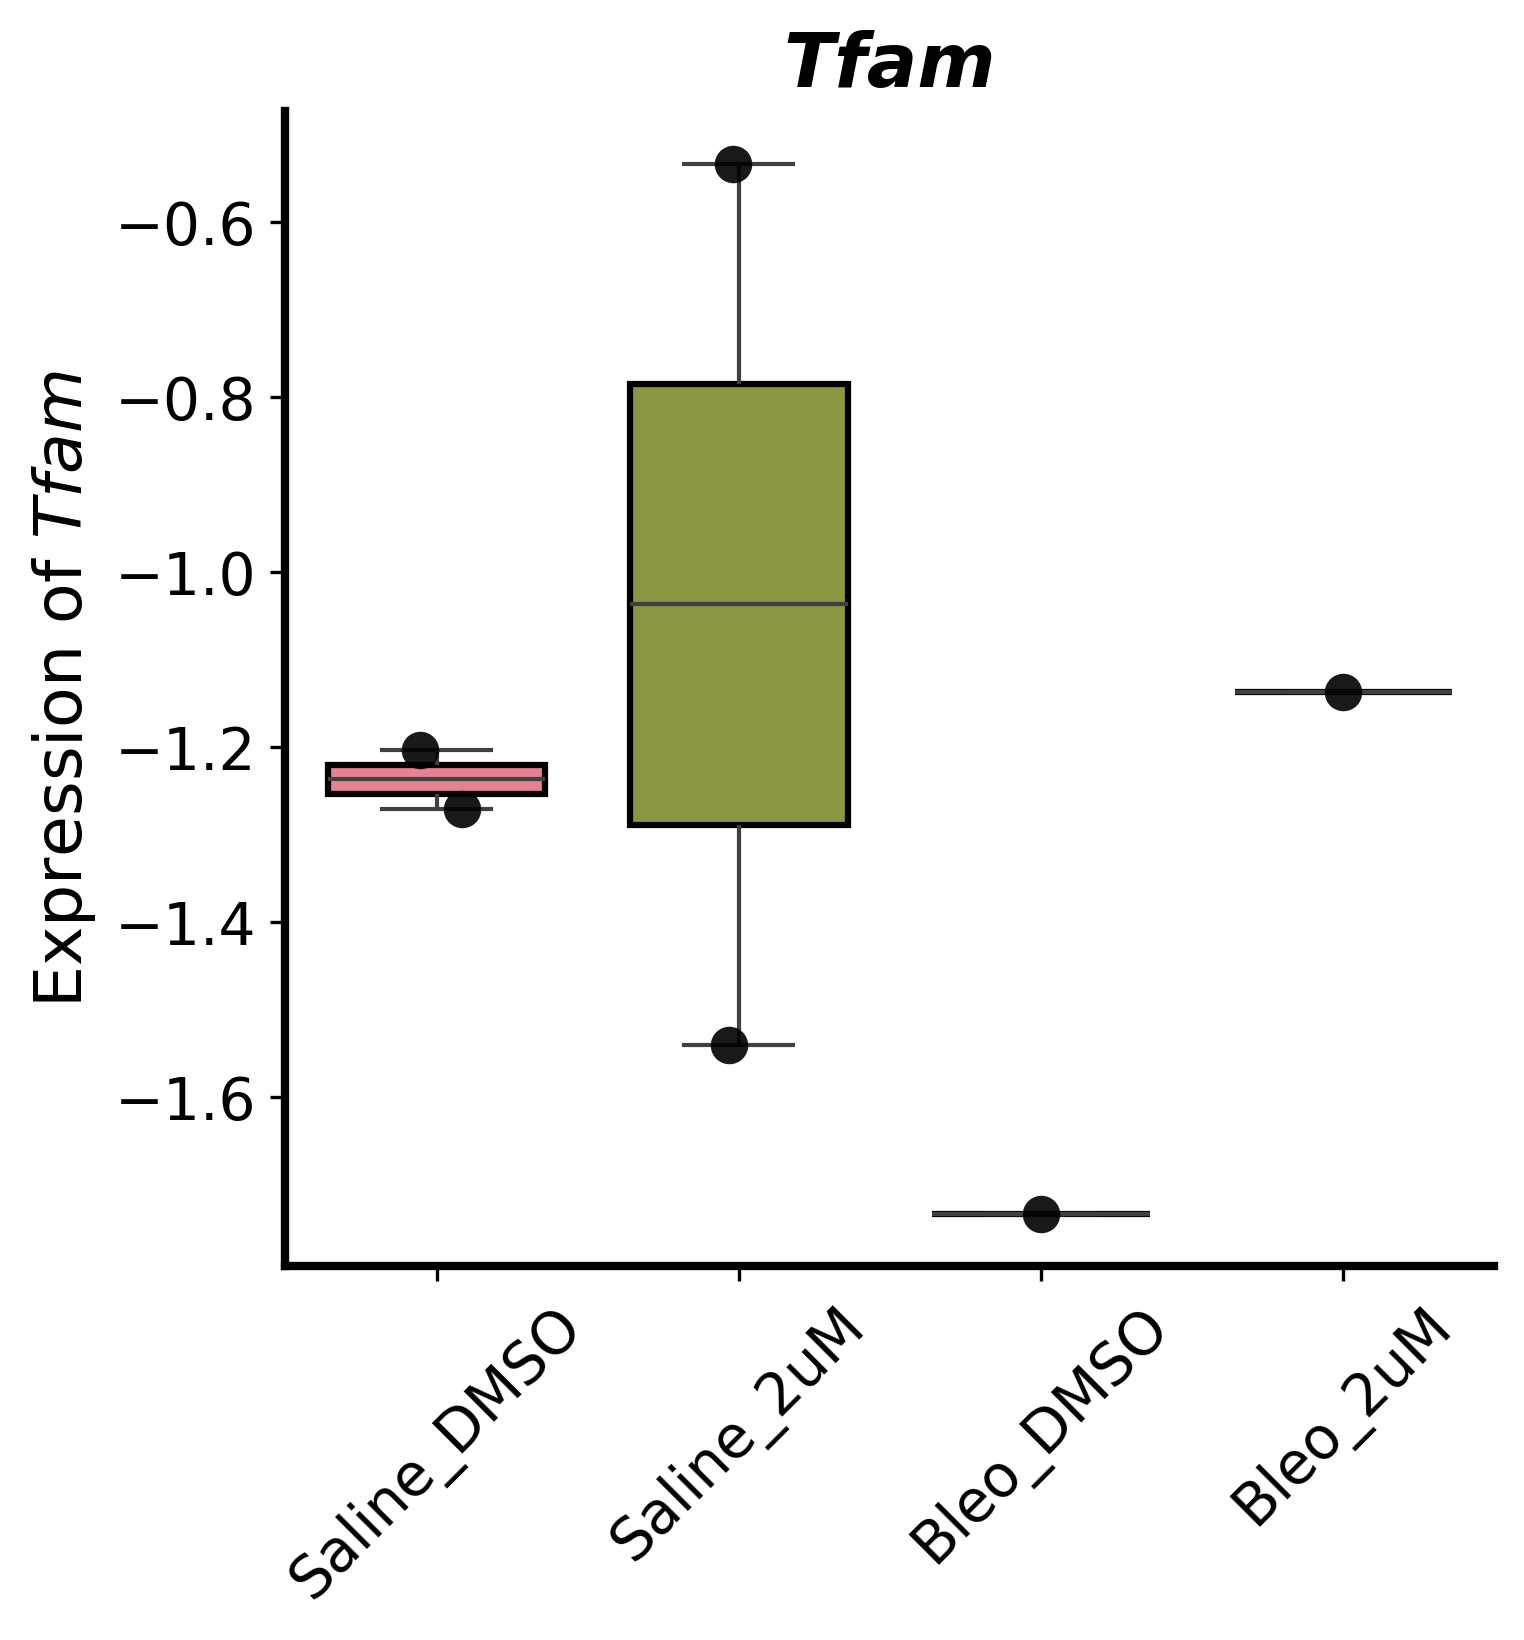 Tfam
Expression of Tfam
−0.6
−0.8
−1.0
−1.2
−1.4
−1.6
Saline_DMSO
Saline_2uM
Bleo_DMSO
Bleo_2uM